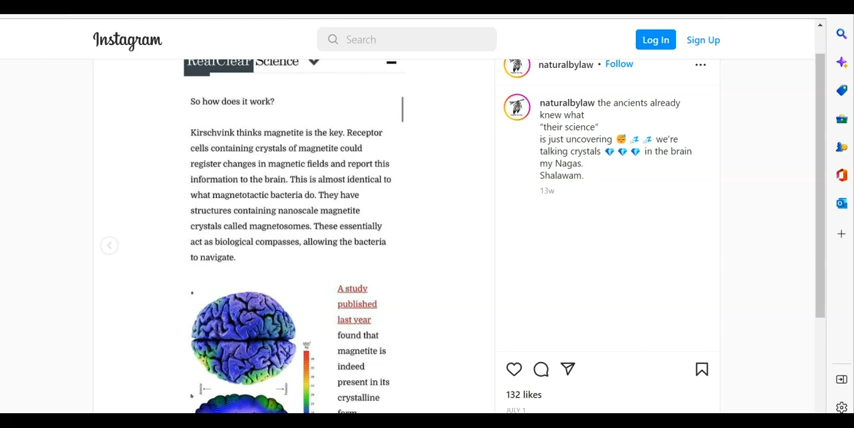 Instagram
Search
Log In
Sign Up
RealClear Science
So how does it work?
Kirschvink thinks magnetite is the key. Receptor
cells containing crystals of magnetite could
register changes in magnetic fields and report this
information to the brain. This is almost identical to
what magnetotactic bacteria do. They have
structures containing nanoscale magnetite
crystals called magnetosomes. These essentially
act as biological compasses, allowing the bacteria
to navigate.
a
b
A study
published
last year
found that
magnetite is
indeed
present in its
crystalline
form
naturalbylaw • Follow
naturalbylaw the ancients already
knew what
“their science”
is just uncovering 😴 💤 💤 we’re
talking crystals 💎 💎 💎 in the brain
my Nagas.
Shalawam.
13w
132 likes
JULY 1